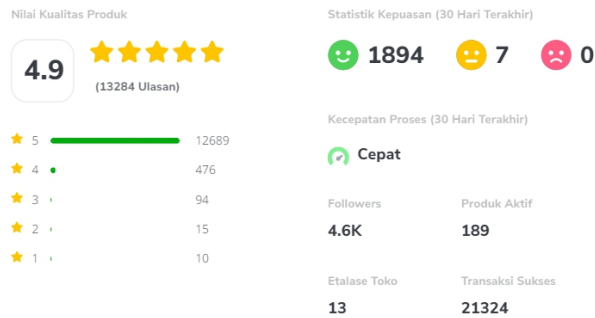 Nilai Kualitas Produk
4.9
(13284 Ulasan)
5 12689
4 476
3 94
2 15
1 10
Statistik Kepuasan (30 Hari Terakhir)
1894 7 0
Kecepatan Proses (30 Hari Terakhir)
Cepat
Followers Produk Aktif
4.6K 189
Etalase Toko Transaksi Sukses
13 21324